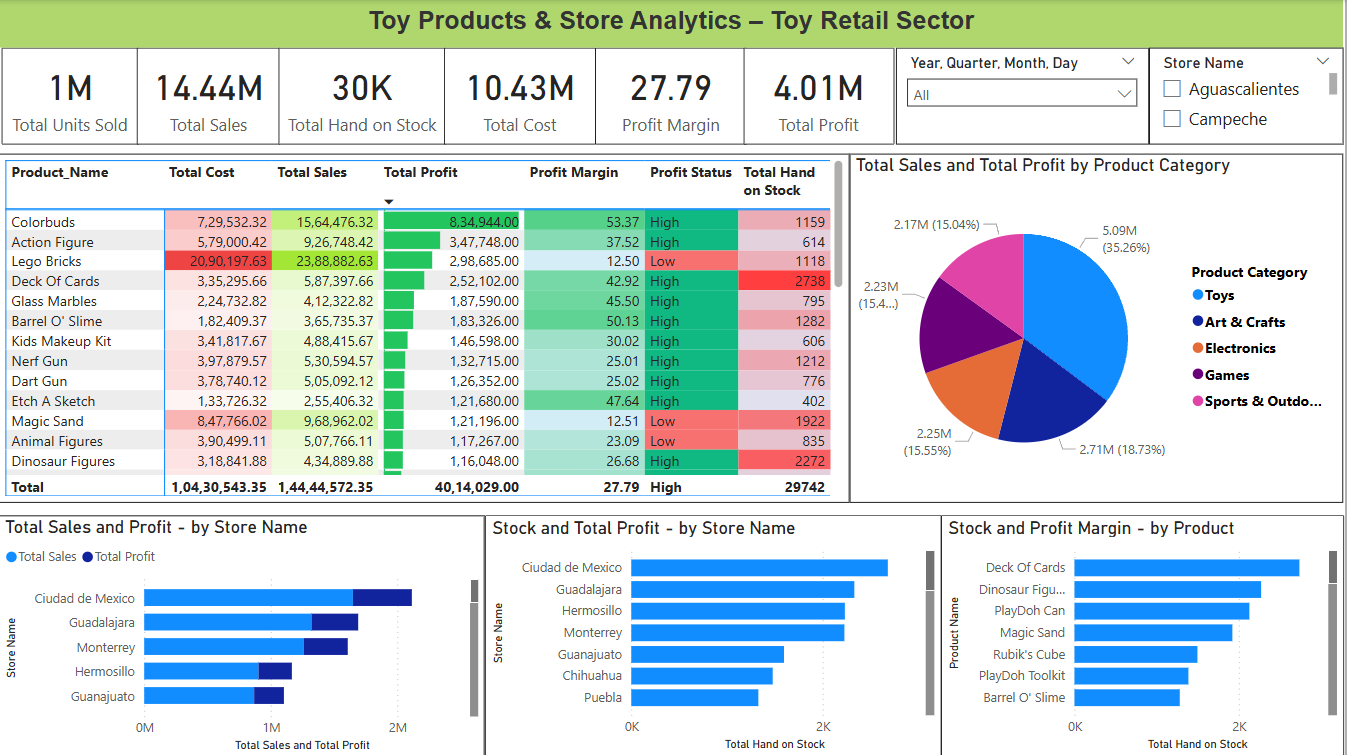 Toy Products & Store Analytics – Toy Retail Sector
1M
Total Units Sold
14.44M
Total Sales
30K
Total Hand on Stock
10.43M
Total Cost
27.79
Profit Margin
4.01M
Total Profit
Year, Quarter, Month, Day
All
Store Name
Aguascalientes
Campeche
Product_Name Total Cost Total Sales Total Profit Profit Margin Profit Status Total Hand
on Stock
Colorbuds 7,29,532.32 15,64,476.32 8,34,944.00 53.37 High 1159
Action Figure 5,79,000.42 9,26,748.42 3,47,748.00 37.52 High 614
Lego Bricks 20,90,197.63 23,88,882.63 2,98,685.00 12.50 Low 1118
Deck Of Cards 3,35,295.66 5,87,397.66 2,52,102.00 42.92 High 2738
Glass Marbles 2,24,732.82 4,12,322.82 1,87,590.00 45.50 High 795
Barrel O' Slime 1,82,409.37 3,65,735.37 1,83,326.00 50.13 High 1282
Kids Makeup Kit 3,41,817.67 4,88,415.67 1,46,598.00 30.02 High 606
Nerf Gun 3,97,879.57 5,30,594.57 1,32,715.00 25.01 High 1212
Dart Gun 3,78,740.12 5,05,092.12 1,26,352.00 25.02 High 776
Etch A Sketch 1,33,726.32 2,55,406.32 1,21,680.00 47.64 High 402
Magic Sand 8,47,766.02 9,68,962.02 1,21,196.00 12.51 Low 1922
Animal Figures 3,90,499.11 5,07,766.11 1,17,267.00 23.09 Low 835
Dinosaur Figures 3,18,841.88 4,34,889.88 1,16,048.00 26.68 High 2272
Total 1,04,30,543.35 1,44,44,572.35 40,14,029.00 27.79 High 29742
Total Sales and Total Profit by Product Category
2.17M (15.04%)
5.09M
(35.26%)
2.23M
(15.4...)
2.25M
(15.55%)
2.71M (18.73%)
Product Category
Toys
Art & Crafts
Electronics
Games
Sports & Outdo...
Total Sales and Profit - by Store Name
Total Sales Total Profit
Store Name
Ciudad de Mexico
Guadalajara
Monterrey
Hermosillo
Guanajuato
0M 1M 2M
Total Sales and Total Profit
Stock and Total Profit - by Store Name
Store Name
Ciudad de Mexico
Guadalajara
Hermosillo
Monterrey
Guanajuato
Chihuahua
Puebla
0K 2K
Total Hand on Stock
Stock and Profit Margin - by Product
Product Name
Deck Of Cards
Dinosaur Figu...
PlayDoh Can
Magic Sand
Rubik's Cube
PlayDoh Toolkit
Barrel O' Slime
0K 2K
Total Hand on Stock